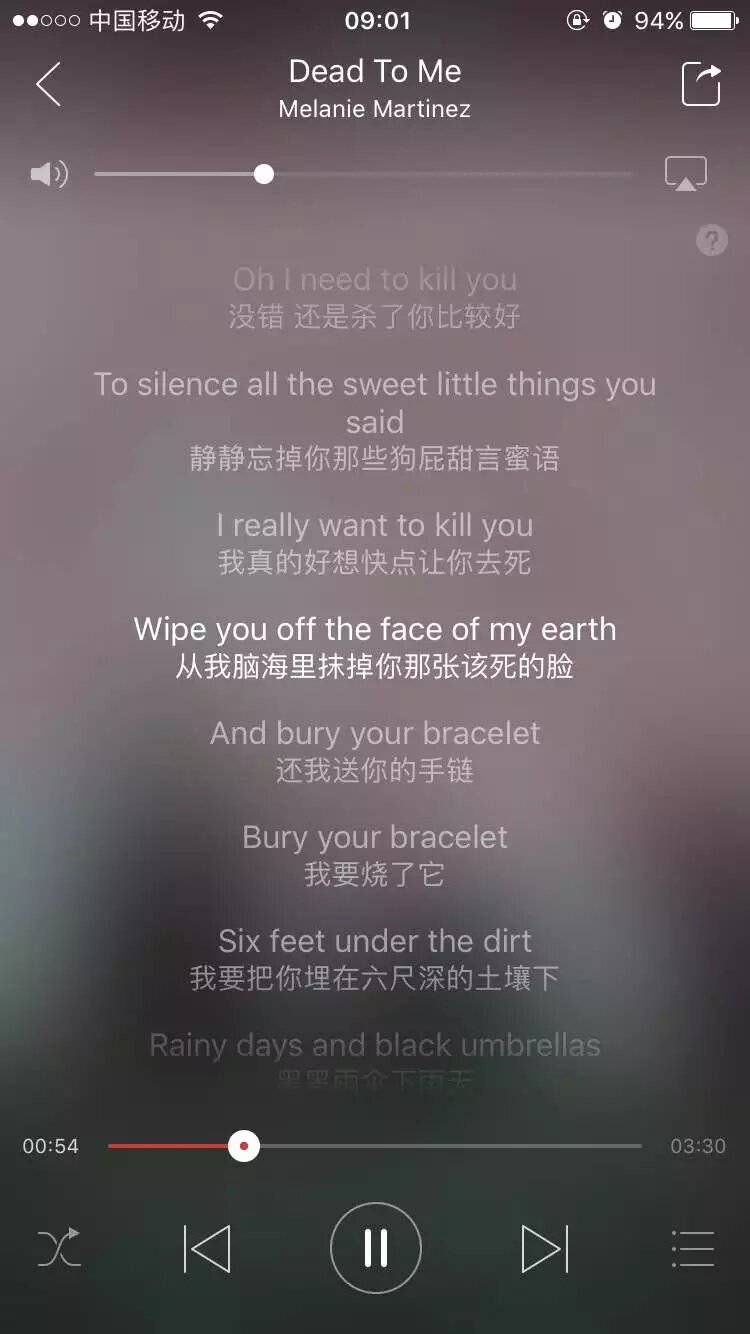 中国移动
09:01
94%
Dead To Me
Melanie Martinez
?
Oh I need to kill you
没错 还是杀了你比较好
To silence all the sweet little things you
said
静静忘掉你那些狗屁甜言蜜语
I really want to kill you
我真的好想快点让你去死
Wipe you off the face of my earth
从我脑海里抹掉你那张该死的脸
And bury your bracelet
还我送你的手链
Bury your bracelet
我要烧了它
Six feet under the dirt
我要把你埋在六尺深的土壤下
Rainy days and black umbrellas
黑黑雨伞下雨天
00:54
03:30